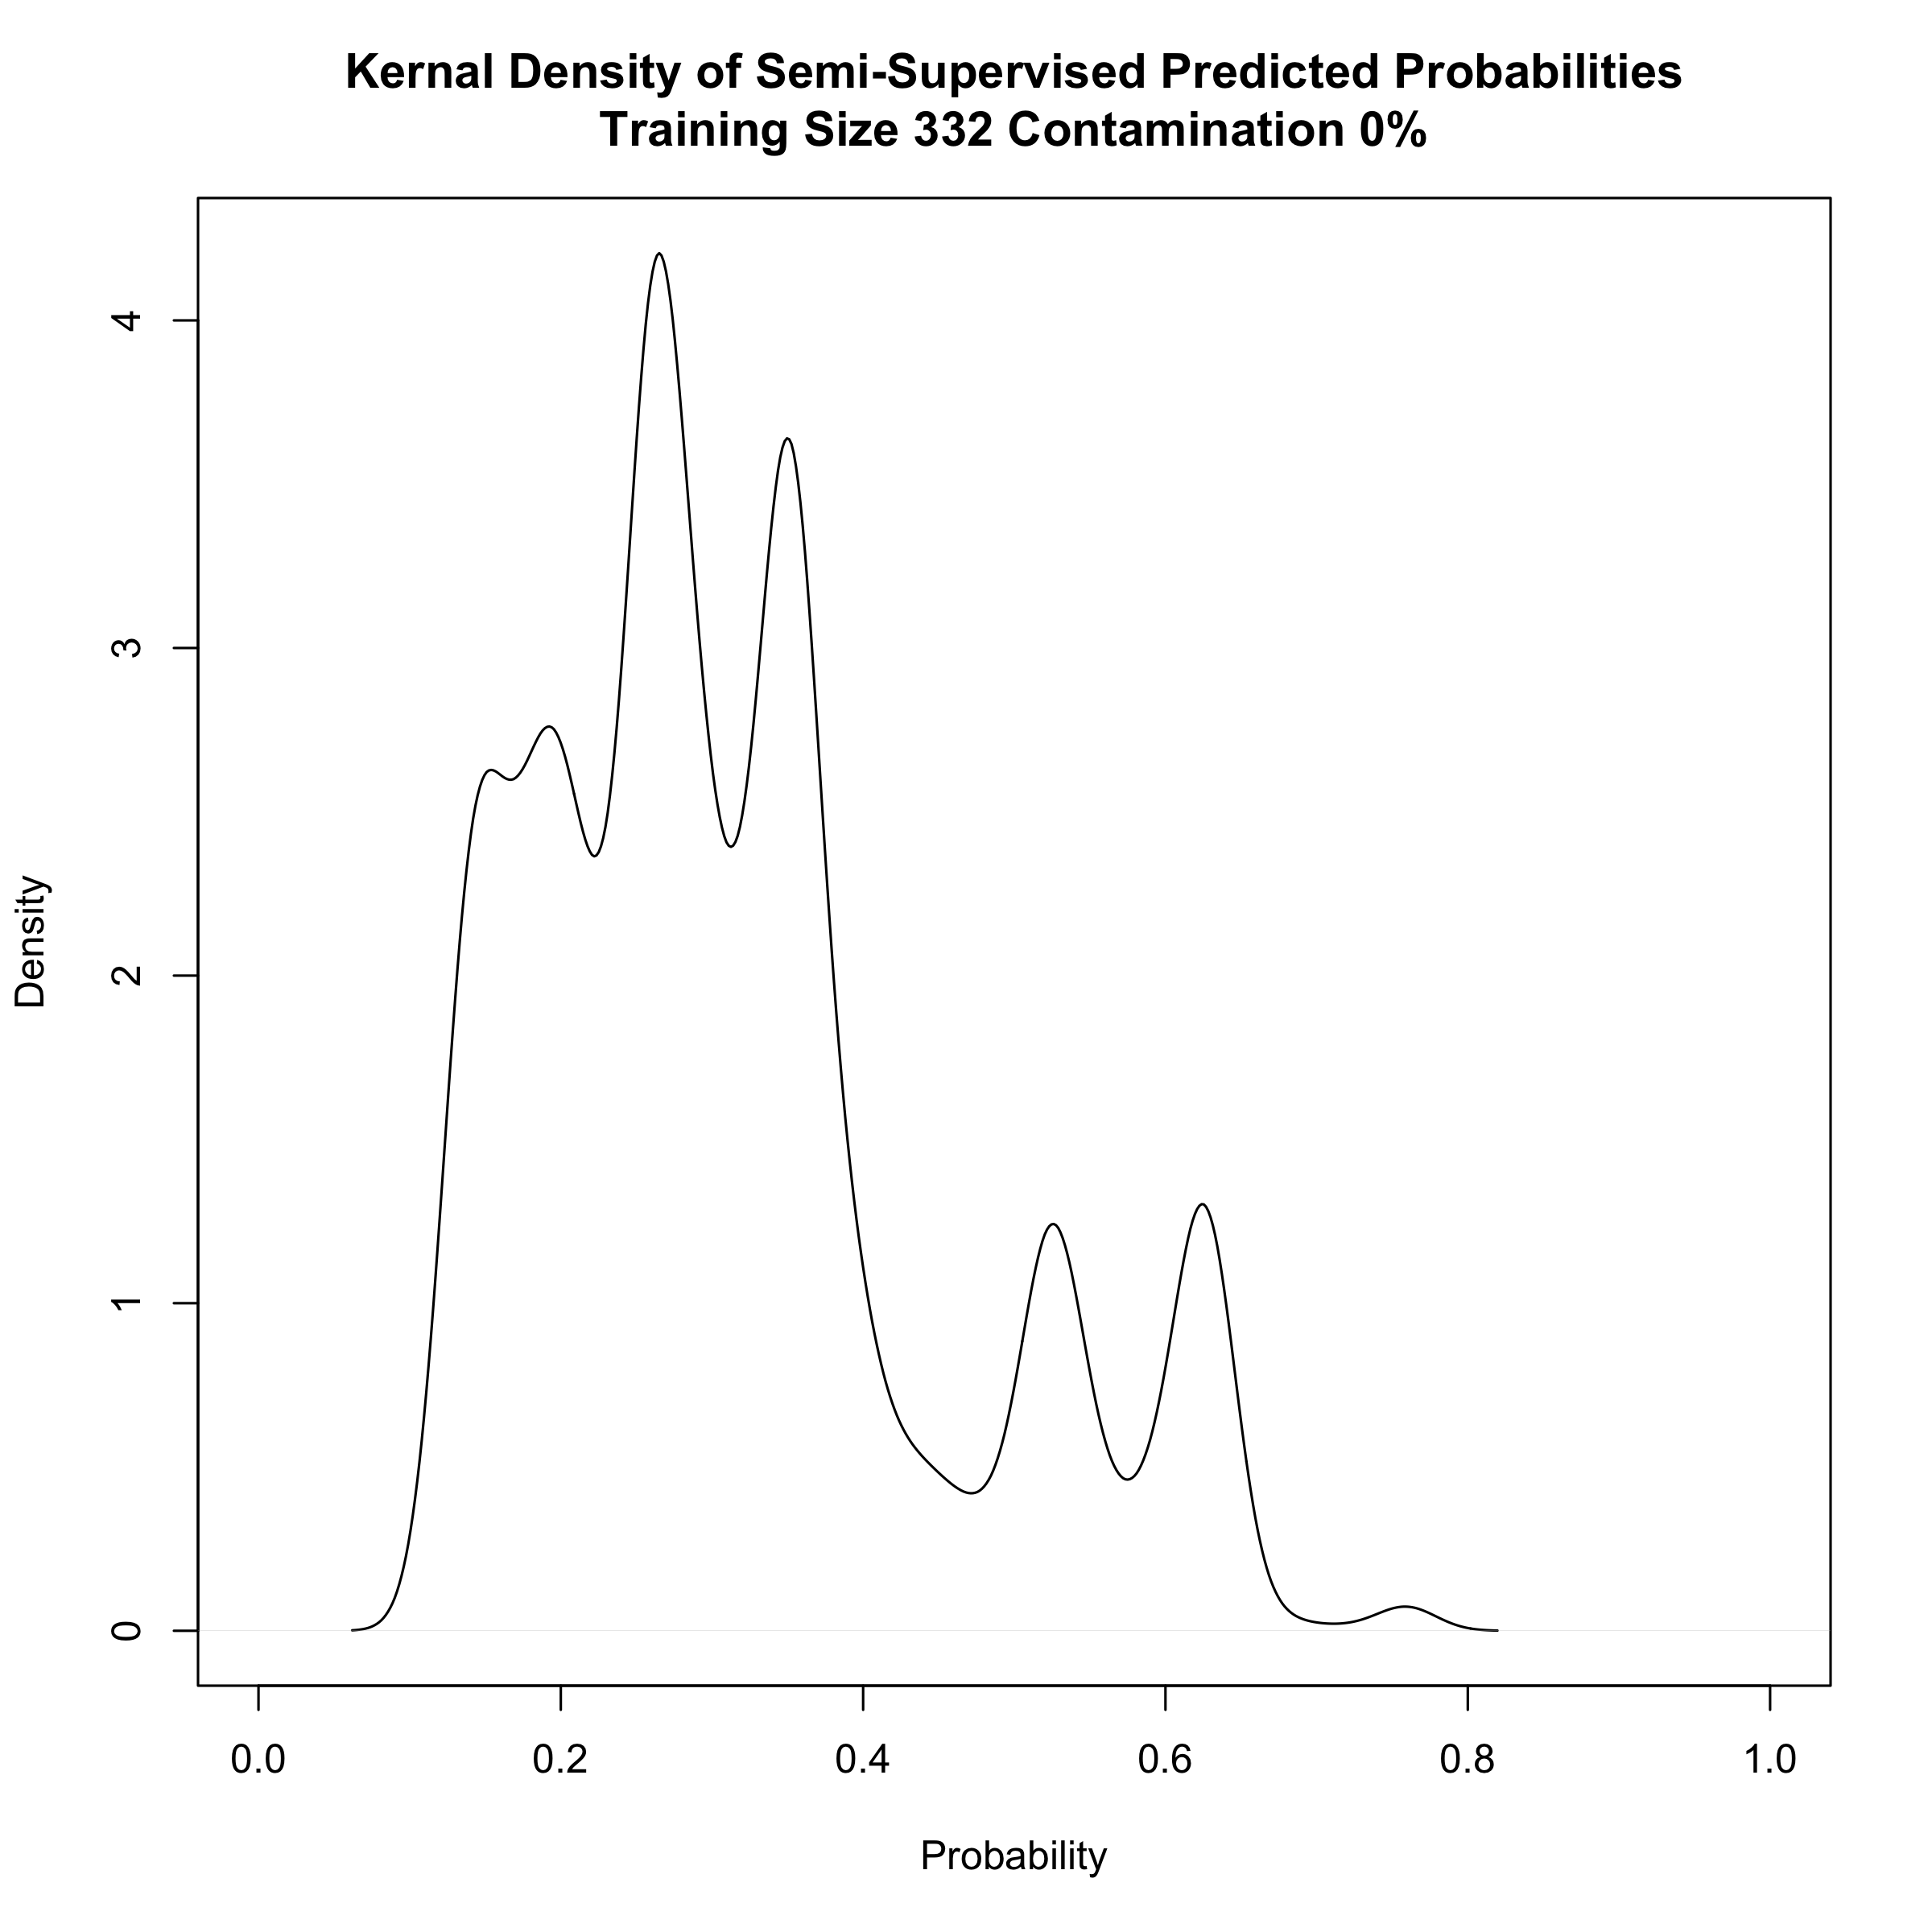 Kernal Density of Semi-Supervised Predicted Probabilities
Training Size 332 Contamination 0%
4
3
2
1
0
Density
0.0 0.2 0.4 0.6 0.8 1.0
Probability